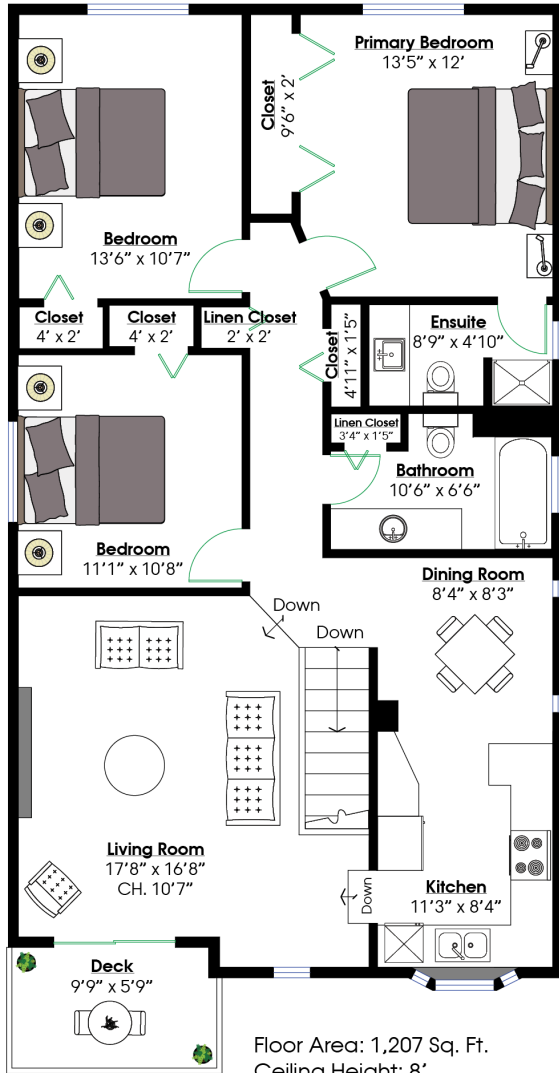 Primary Bedroom
13'5" x 12'
Closet
9'6" x 2'
Bedroom
13'6" x 10'7"
Closet
4' x 2'
Closet
4' x 2'
Linen Closet
2' x 2'
Closet
4'11" x 1'5"
Ensuite
8'9" x 4'10"
Linen Closet
3'4" x 1'5"
Bathroom
10'6" x 6'6"
Bedroom
11'1" x 10'8"
Dining Room
8'4" x 8'3"
Down
Down
Living Room
17'8" x 16'8"
CH. 10'7"
Down
Kitchen
11'3" x 8'4"
Deck
9'9" x 5'9"
Floor Area: 1,207 Sq. Ft.
Ceiling Height: 8'